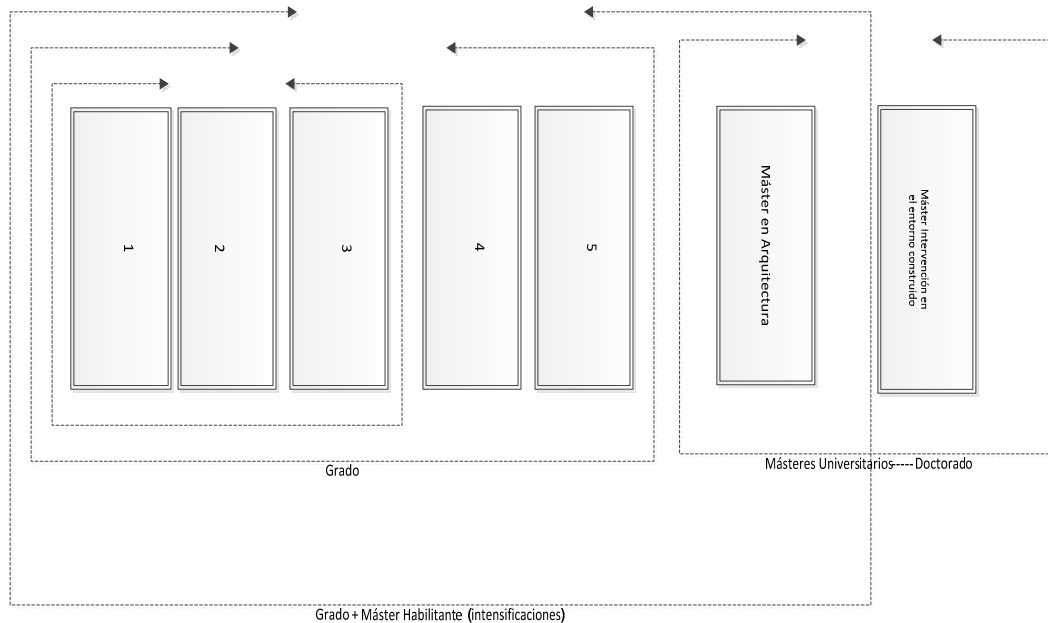 1
2
3
4
5
Máster en Arquitectura
Máster Intervención en
el entorno construido
Grado
Másteres Universitarios----- Doctorado
Grado + Máster Habilitante (intensificaciones)